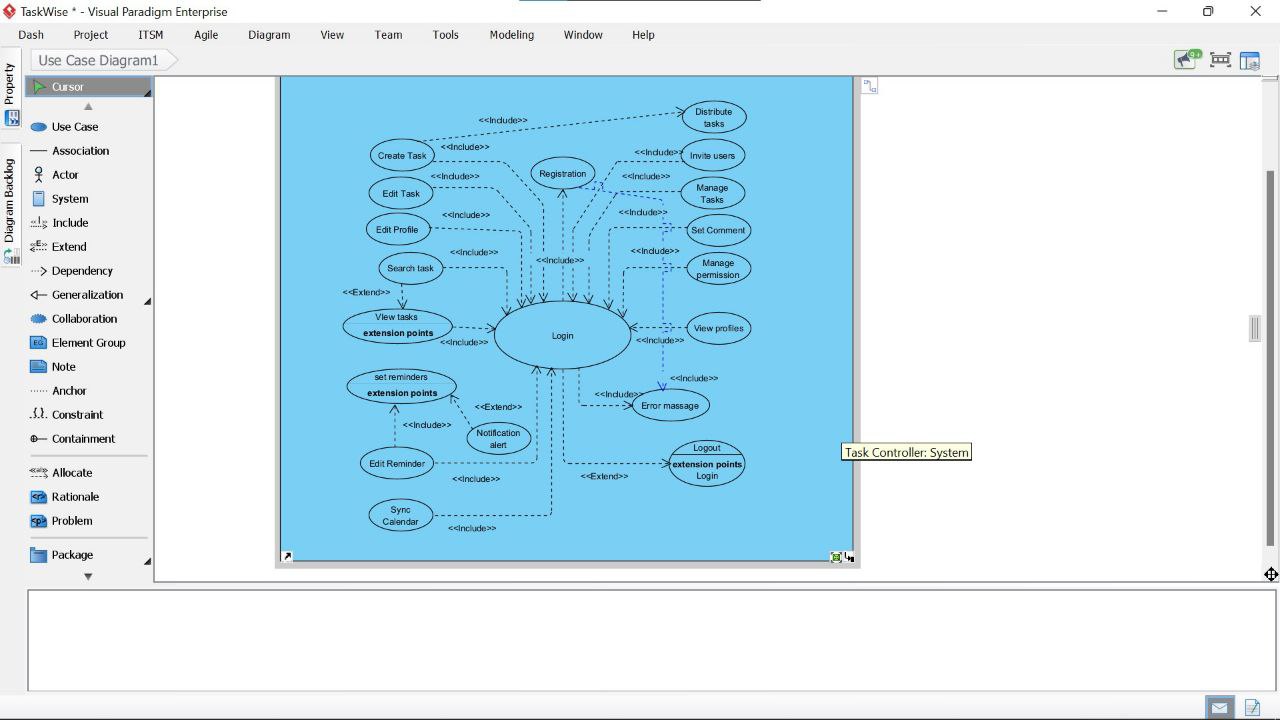 TaskWise * - Visual Paradigm Enterprise
Dash Project ITSM Agile Diagram View Team Tools Modeling Window Help
Use Case Diagram1
9+
Property
Diagram Backlog
Cursor
Use Case
Association
Actor
System
Include
Extend
Dependency
Generalization
Collaboration
Element Group
Note
Anchor
Constraint
Containment
Allocate
Rationale
Problem
Package
Distribute
tasks
<<Include>>
<<Include>>
Create Task
<<Include>>
Invite users
Registration
<<Include>>
<<Include>>
Edit Task
Manage
Tasks
<<Include>>
<<Include>>
Edit Profile
Set Comment
<<Include>>
<<Include>>
<<Include>>
Search task
Manage
permission
<<Extend>>
VIew tasks
extension points
<<Include>>
Login
View profiles
<<Include>>
set reminders
extension points
<<Include>>
<<Include>>
Error massage
<<Extend>>
<<Include>>
Notification
alert
Logout
extension points
Login
Edit Reminder
<<Include>>
<<Extend>>
Sync
Calendar
<<Include>>
Task Controller: System